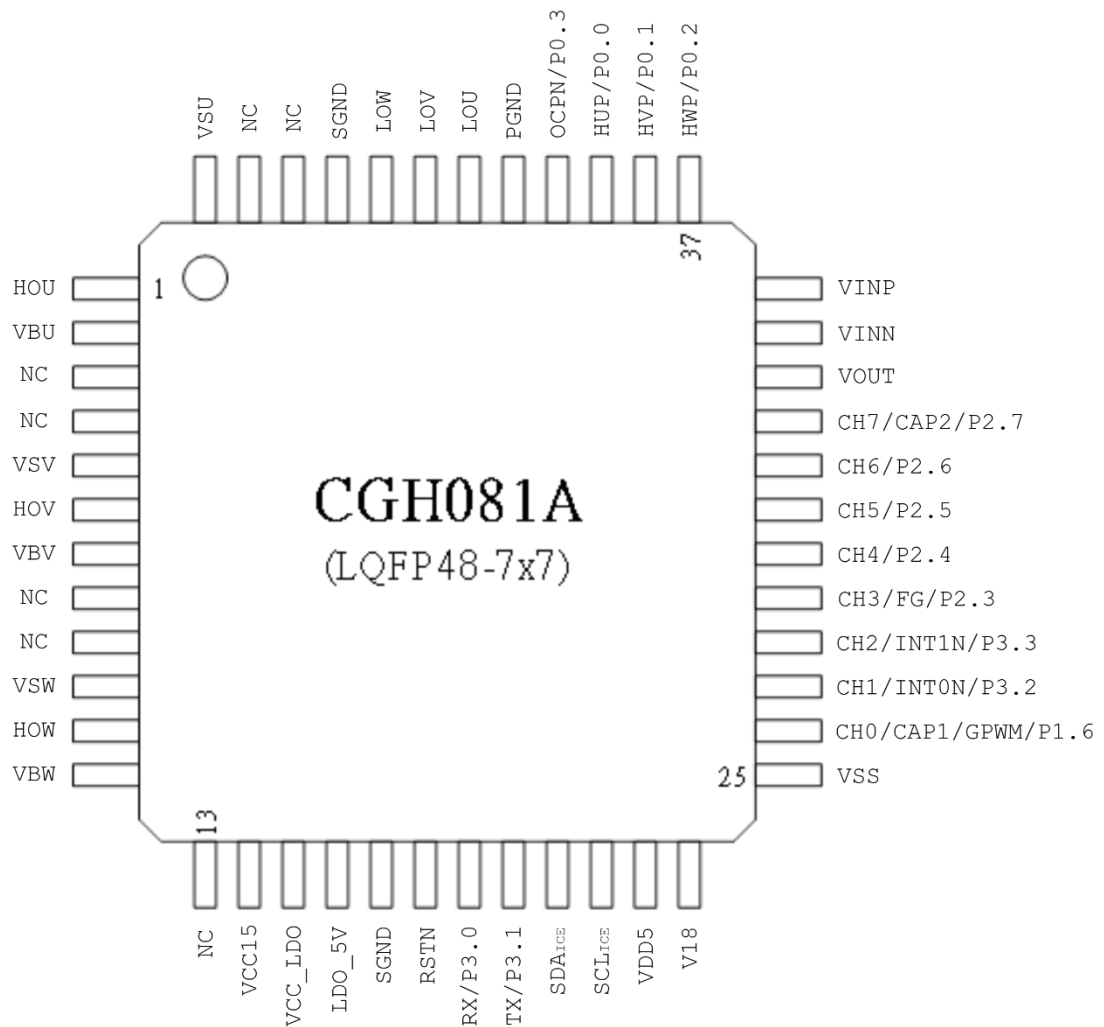 VSU
NC
NC
SGND
LOW
LOV
LOU
PGND
OCPN/P0.3
HUP/P0.0
HVP/P0.1
HWP/P0.2
37
1
HOU
VBU
NC
NC
VSV
HOV
VBV
NC
NC
VSW
HOW
VBW
CGH081A
(LQFP48-7x7)
VINP
VINN
VOUT
CH7/CAP2/P2.7
CH6/P2.6
CH5/P2.5
CH4/P2.4
CH3/FG/P2.3
CH2/INT1N/P3.3
CH1/INT0N/P3.2
CH0/CAP1/GPWM/P1.6
VSS
25
13
NC
VCC15
VCC_LDO
LDO_5V
SGND
RSTN
RX/P3.0
TX/P3.1
SDAICE
SCLICE
VDD5
V18